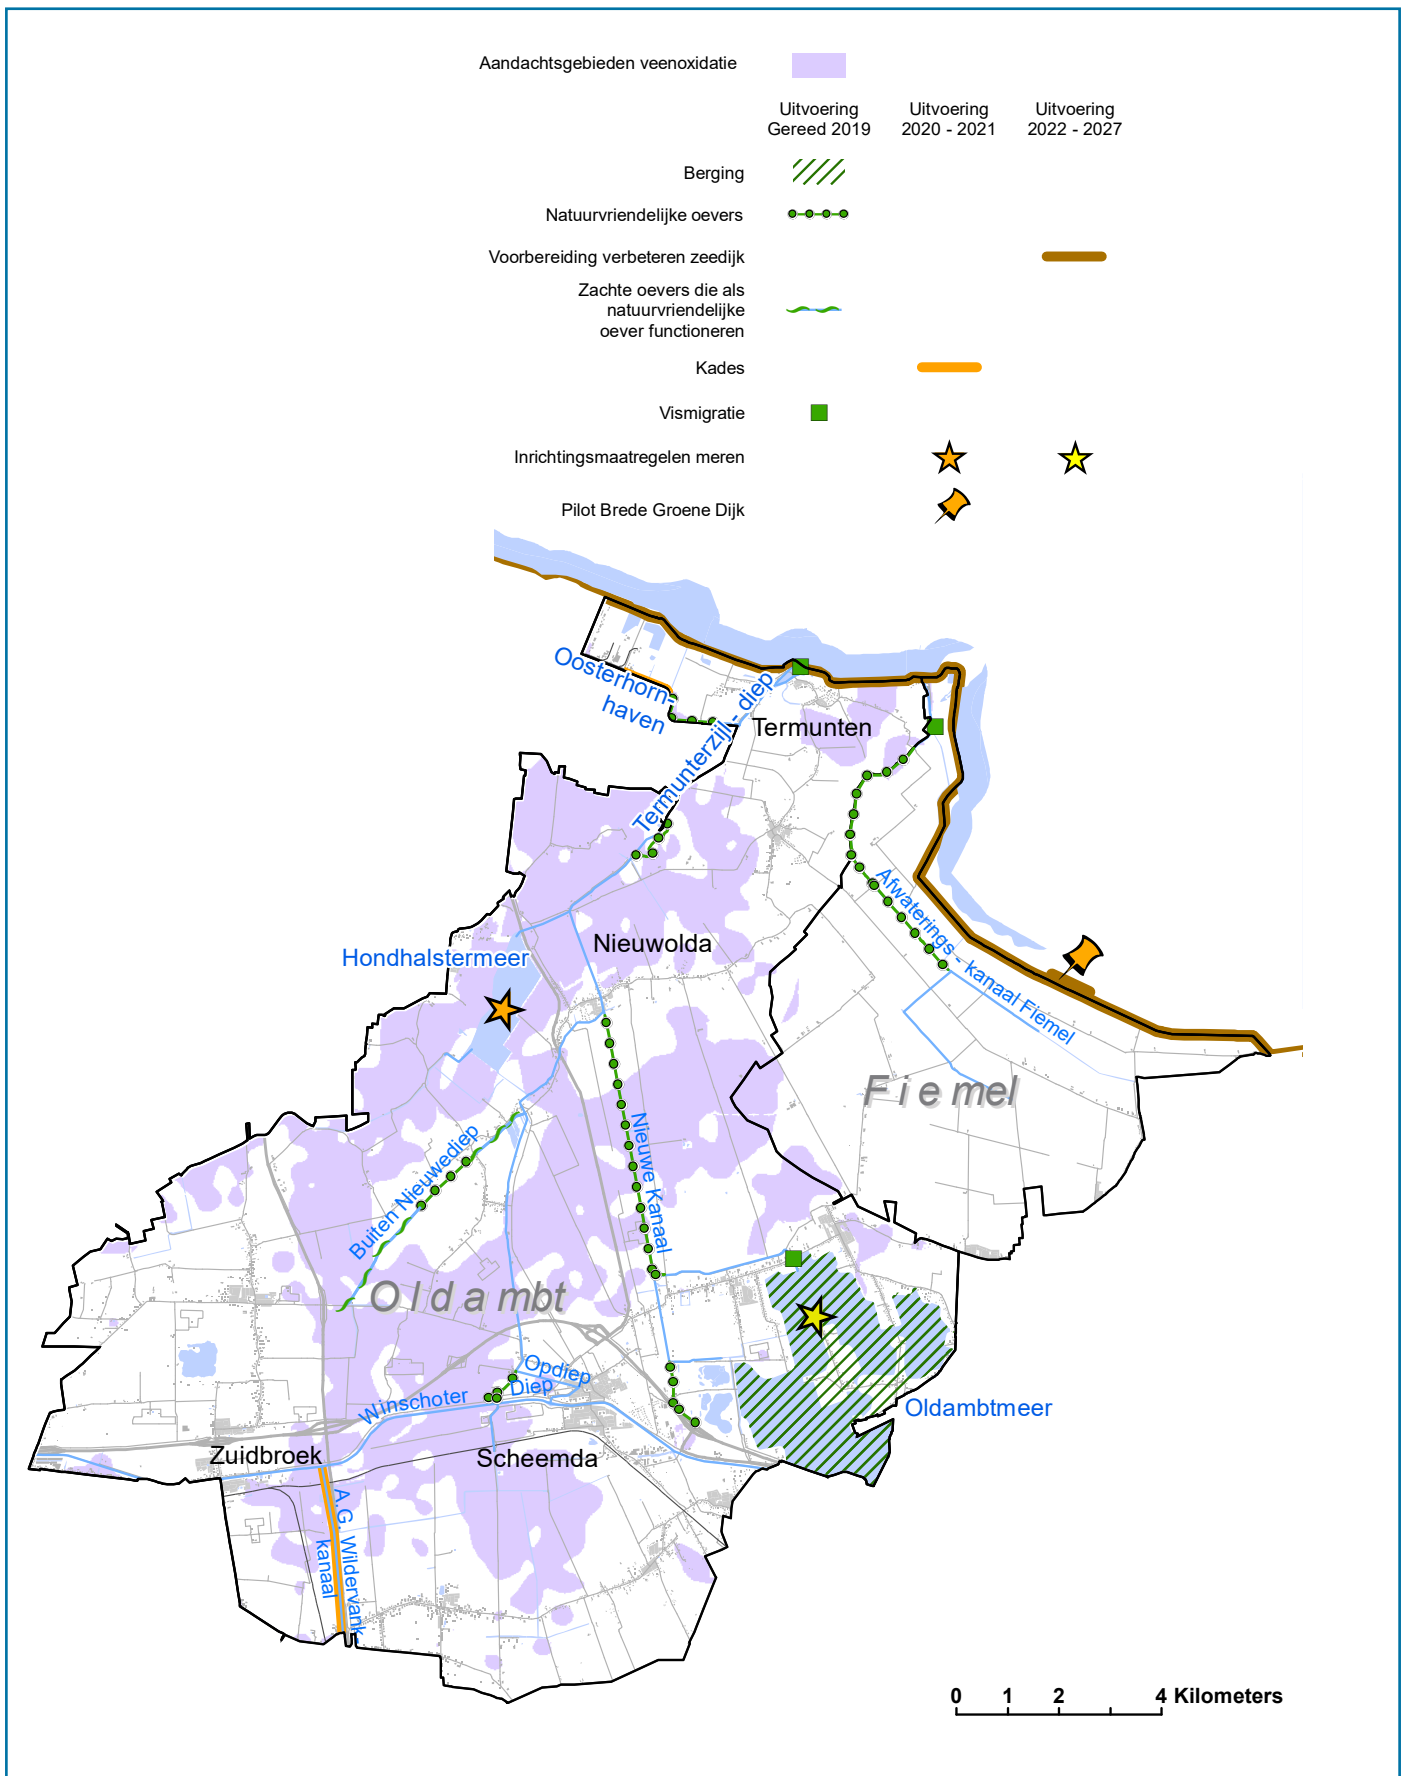 Aandachtsgebieden veenoxidatie
Uitvoering
Gereed 2019
Uitvoering
2020 - 2021
Uitvoering
2022 - 2027
Berging
Natuurvriendelijke oevers
Voorbereiding verbeteren zeedijk
Zachte oevers die als
natuurvriendelijke
oever functioneren
Kades
Vismigratie
Inrichtingsmaatregelen meren
Pilot Brede Groene Dijk
Oosterhorn-
haven
Termunterzijl - diep
Termunten
Afwaterings - kanaal Fiemel
Nieuwolda
Hondhalstermeer
Fiemel
Nieuwe Kanaal
Buiten Nieuwediep
Oldambt
Opdiep
Winschoter Diep
Oldambtmeer
Zuidbroek
Scheemda
A.G. Wildervank
kanaal
0 1 2 4 Kilometers